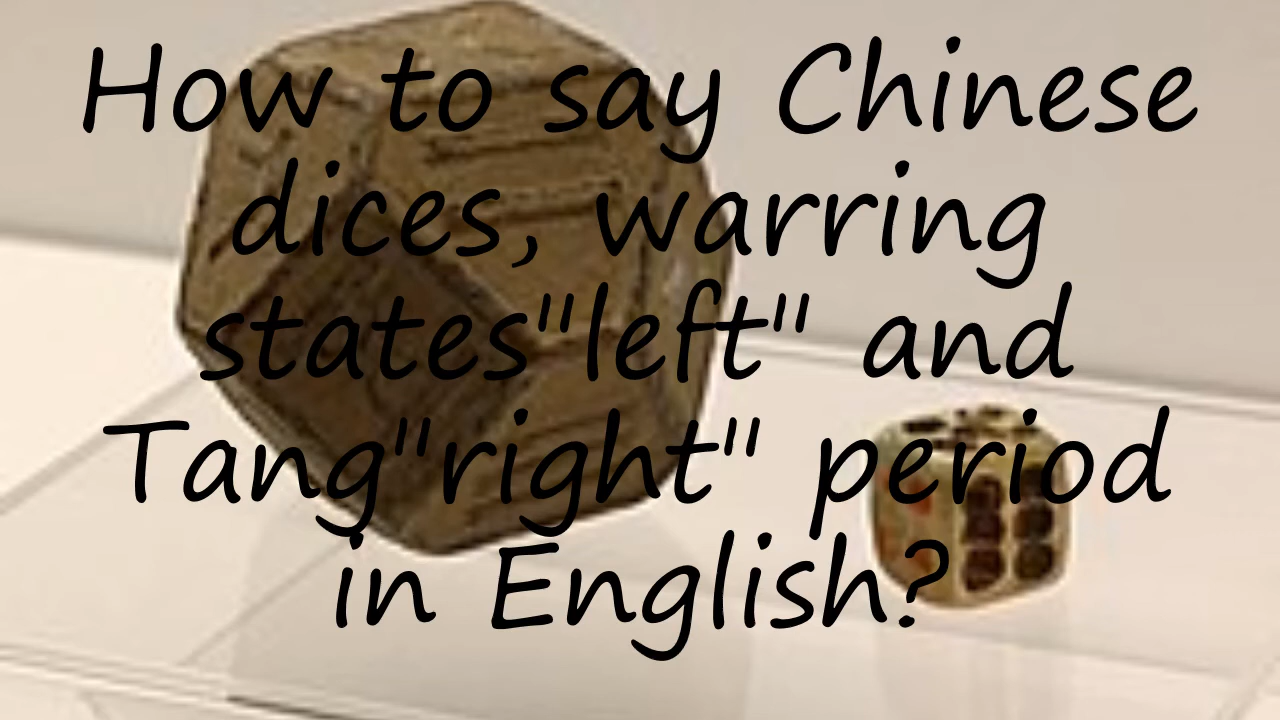 How to say Chinese
dices, warring
states"left" and
Tang"right" period
in English?